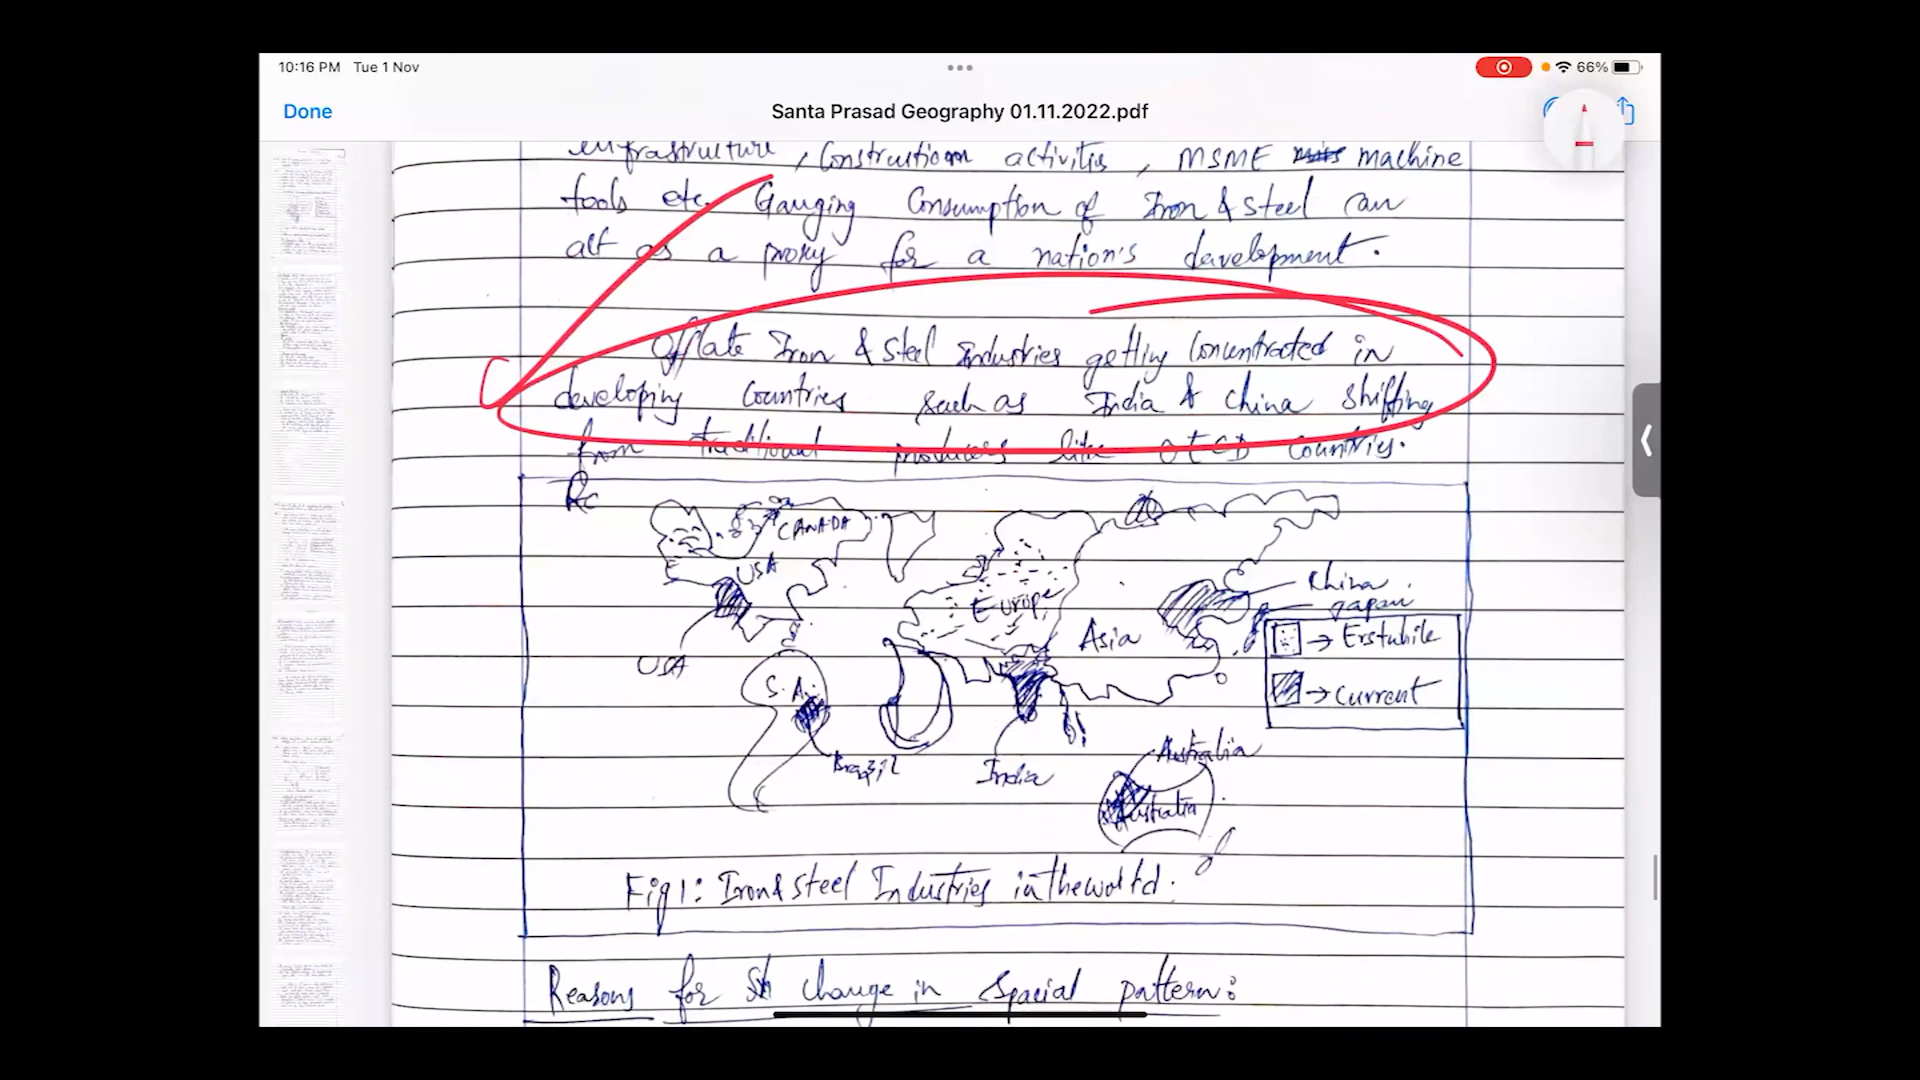 10:16 PM Tue 1 Nov
66%
Done
Santa Prasad Geography 01.11.2022.pdf
infrastructure, Construction activities, MSME machine
tools etc. Gauging Consumption of Iron & steel can
act as a proxy for a nation's development.
Offlate Iron & steel Industries getting concentrated in
developing countries such as India & China shifting
from traditional producers like OECD countries.
CANADA
USA
Europe
China
Japan
Asia
→ Erstwhile
USA
S.A.
→ Current
Brazil
India
Australia
Australia
Fig 1: Iron & steel Industries in the world.
Reasons for change in spacial pattern: